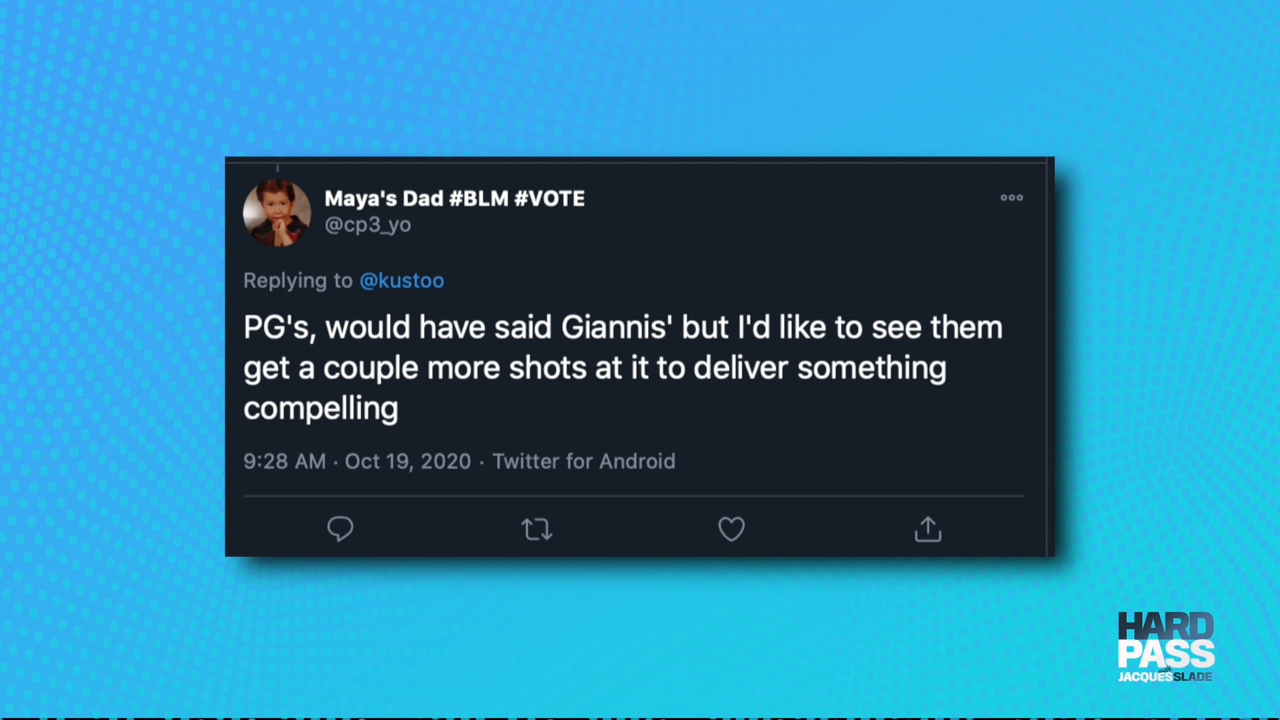 Maya's Dad #BLM #VOTE
@cp3_yo
Replying to @kustoo
PG's, would have said Giannis' but I'd like to see them
get a couple more shots at it to deliver something
compelling
9:28 AM · Oct 19, 2020 · Twitter for Android
HARD
PASS
with
JACQUES SLADE